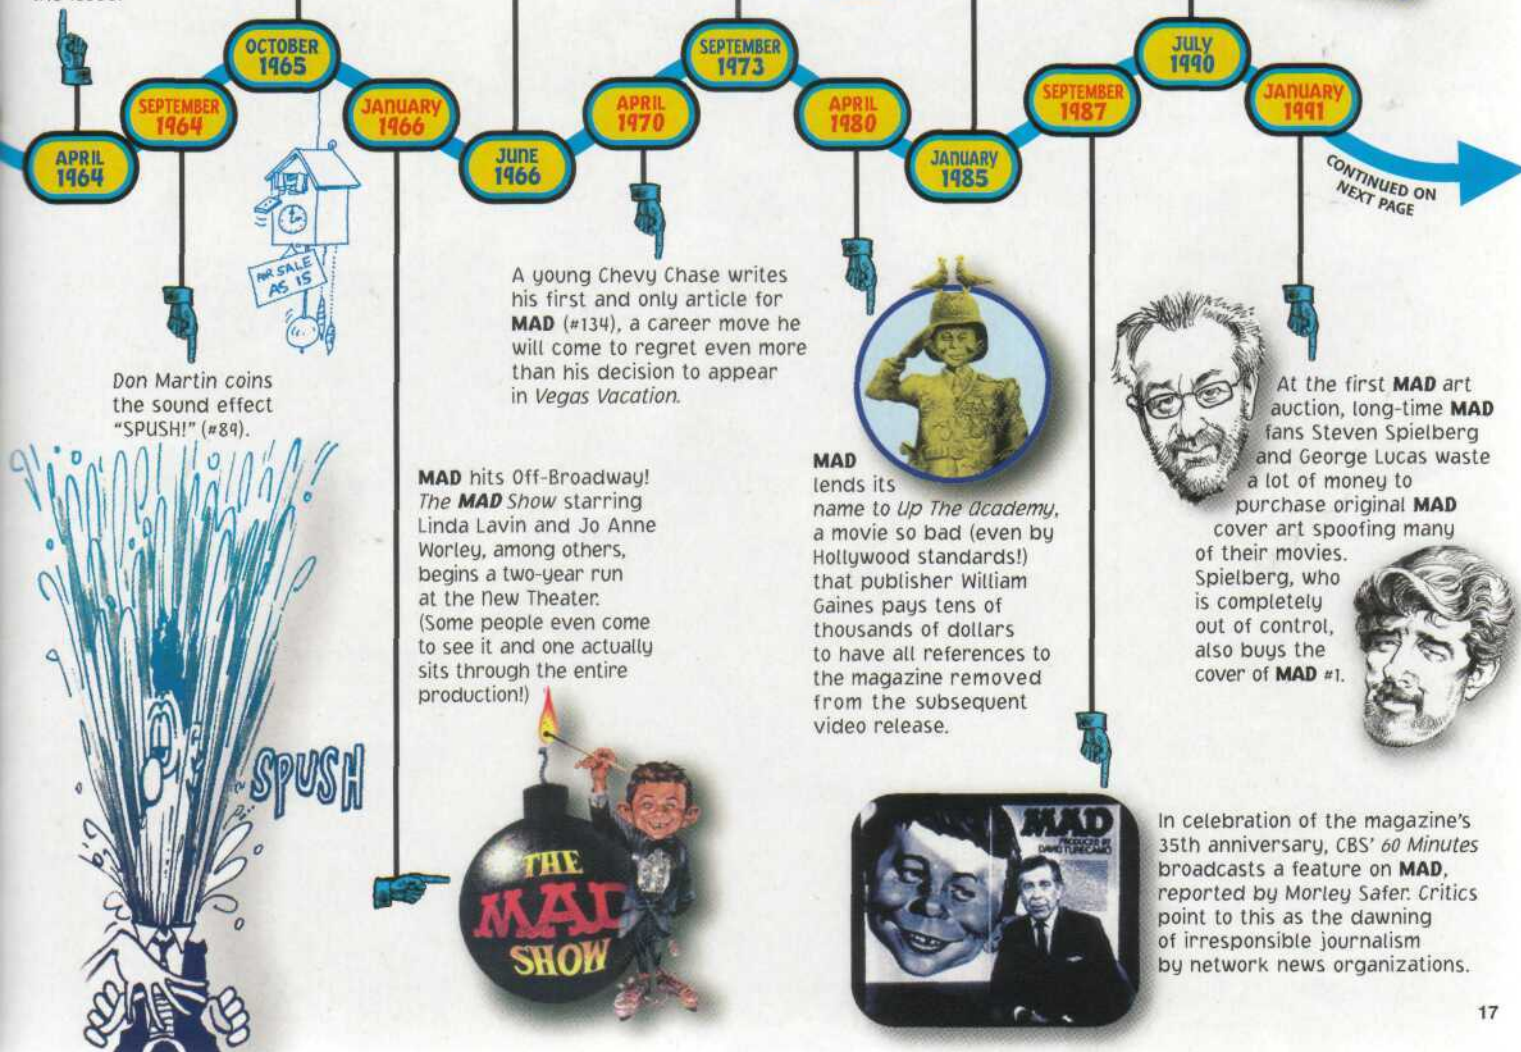 APRIL
1964
SEPTEMBER
1964
OCTOBER
1965
JANUARY
1966
JUNE
1966
APRIL
1970
SEPTEMBER
1973
APRIL
1980
JANUARY
1985
SEPTEMBER
1987
JULY
1990
JANUARY
1991
CONTINUED ON
NEXT PAGE
FOR SALE
AS IS
Don Martin coins
the sound effect
"SPUSH!" (#89).
SPUSH
MAD hits Off-Broadway!
The MAD Show starring
Linda Lavin and Jo Anne
Worley, among others,
begins a two-year run
at the New Theater.
(Some people even come
to see it and one actually
sits through the entire
production!)
THE
MAD
SHOW
A young Chevy Chase writes
his first and only article for
MAD (#134), a career move he
will come to regret even more
than his decision to appear
in Vegas Vacation.
MAD
lends its
name to Up The Academy,
a movie so bad (even by
Hollywood standards!)
that publisher William
Gaines pays tens of
thousands of dollars
to have all references to
the magazine removed
from the subsequent
video release.
MAD
PRODUCED BY
DAVID TURECAMO
In celebration of the magazine's
35th anniversary, CBS' 60 Minutes
broadcasts a feature on MAD,
reported by Morley Safer. Critics
point to this as the dawning
of irresponsible journalism
by network news organizations.
At the first MAD art
auction, long-time MAD
fans Steven Spielberg
and George Lucas waste
a lot of money to
purchase original MAD
cover art spoofing many
of their movies.
Spielberg, who
is completely
out of control,
also buys the
cover of MAD #1.
17